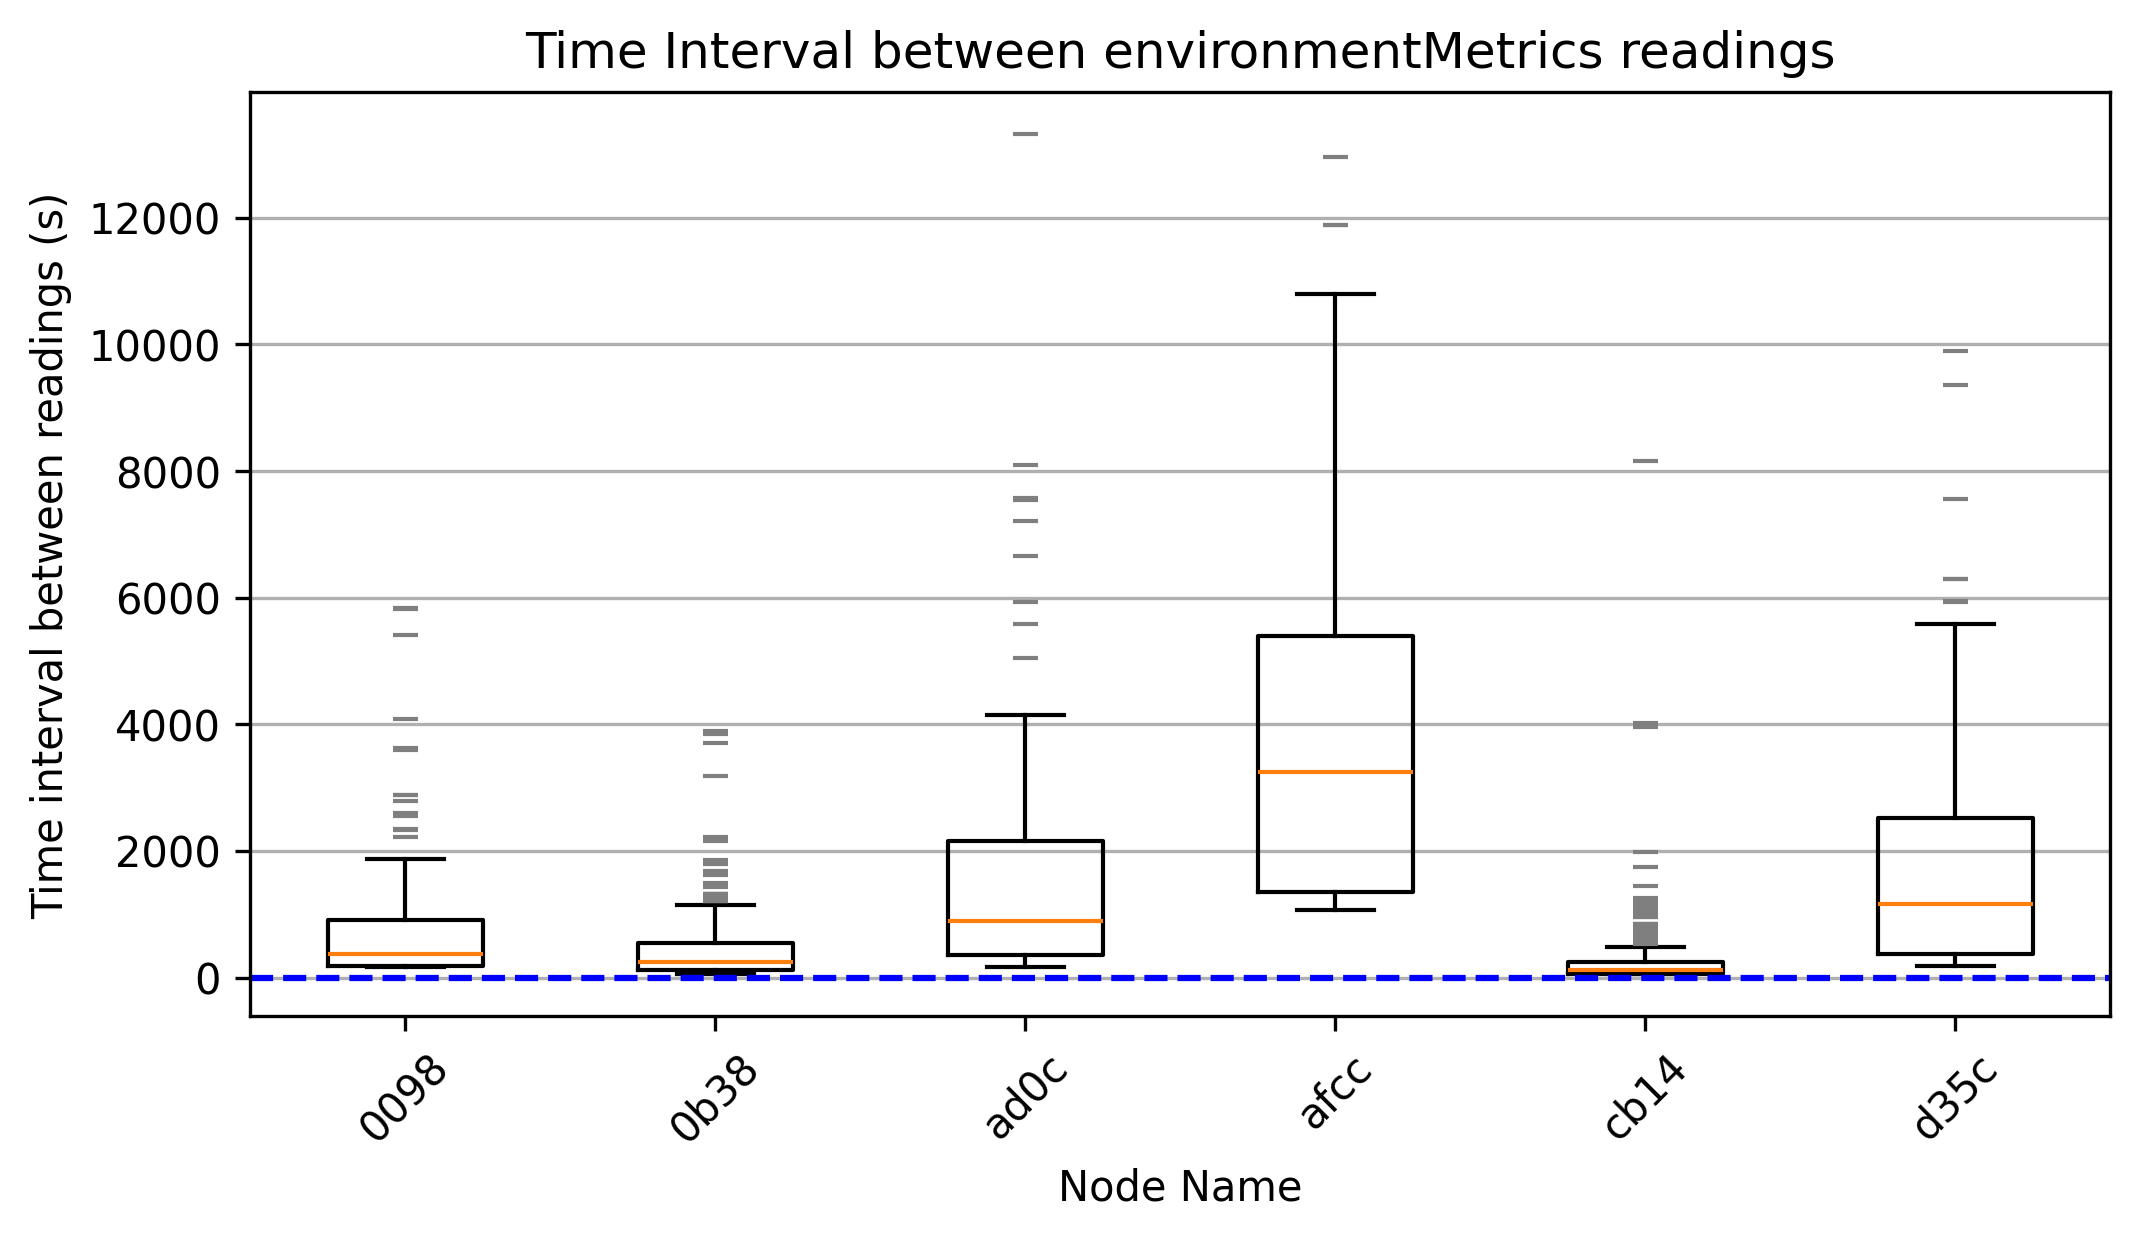 Time Interval between environmentMetrics readings
Time interval between readings (s)
12000
10000
8000
6000
4000
2000
0
0098
0b38
ad0c
afcc
cb14
d35c
Node Name